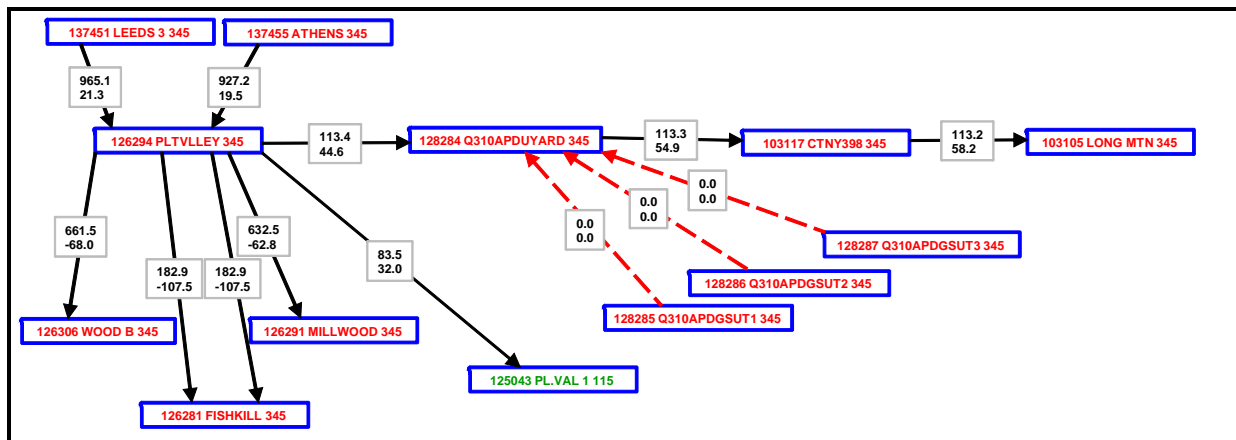 137451 LEEDS 3 345
137455 ATHENS 345
965.1
21.3
927.2
19.5
126294 PLTVLLEY 345
113.4
44.6
128284 Q310APDUYARD 345
113.3
54.9
103117 CTNY398 345
113.2
58.2
103105 LONG MTN 345
0.0
0.0
0.0
0.0
0.0
0.0
661.5
-68.0
182.9
-107.5
182.9
-107.5
632.5
-62.8
83.5
32.0
128287 Q310APDGSUT3 345
128286 Q310APDGSUT2 345
128285 Q310APDGSUT1 345
126306 WOOD B 345
126291 MILLWOOD 345
125043 PL.VAL 1 115
126281 FISHKILL 345